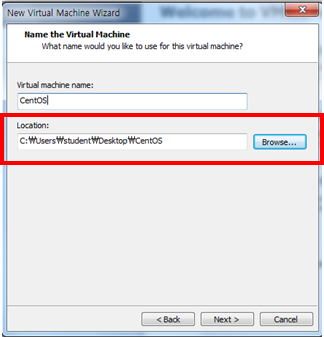 New Virtual Machine Wizard
Name the Virtual Machine
What name would you like to use for this virtual machine?
Virtual machine name:
CentOS
Location:
C:₩Users₩student₩Desktop₩CentOS
Browse...
< Back
Next >
Cancel